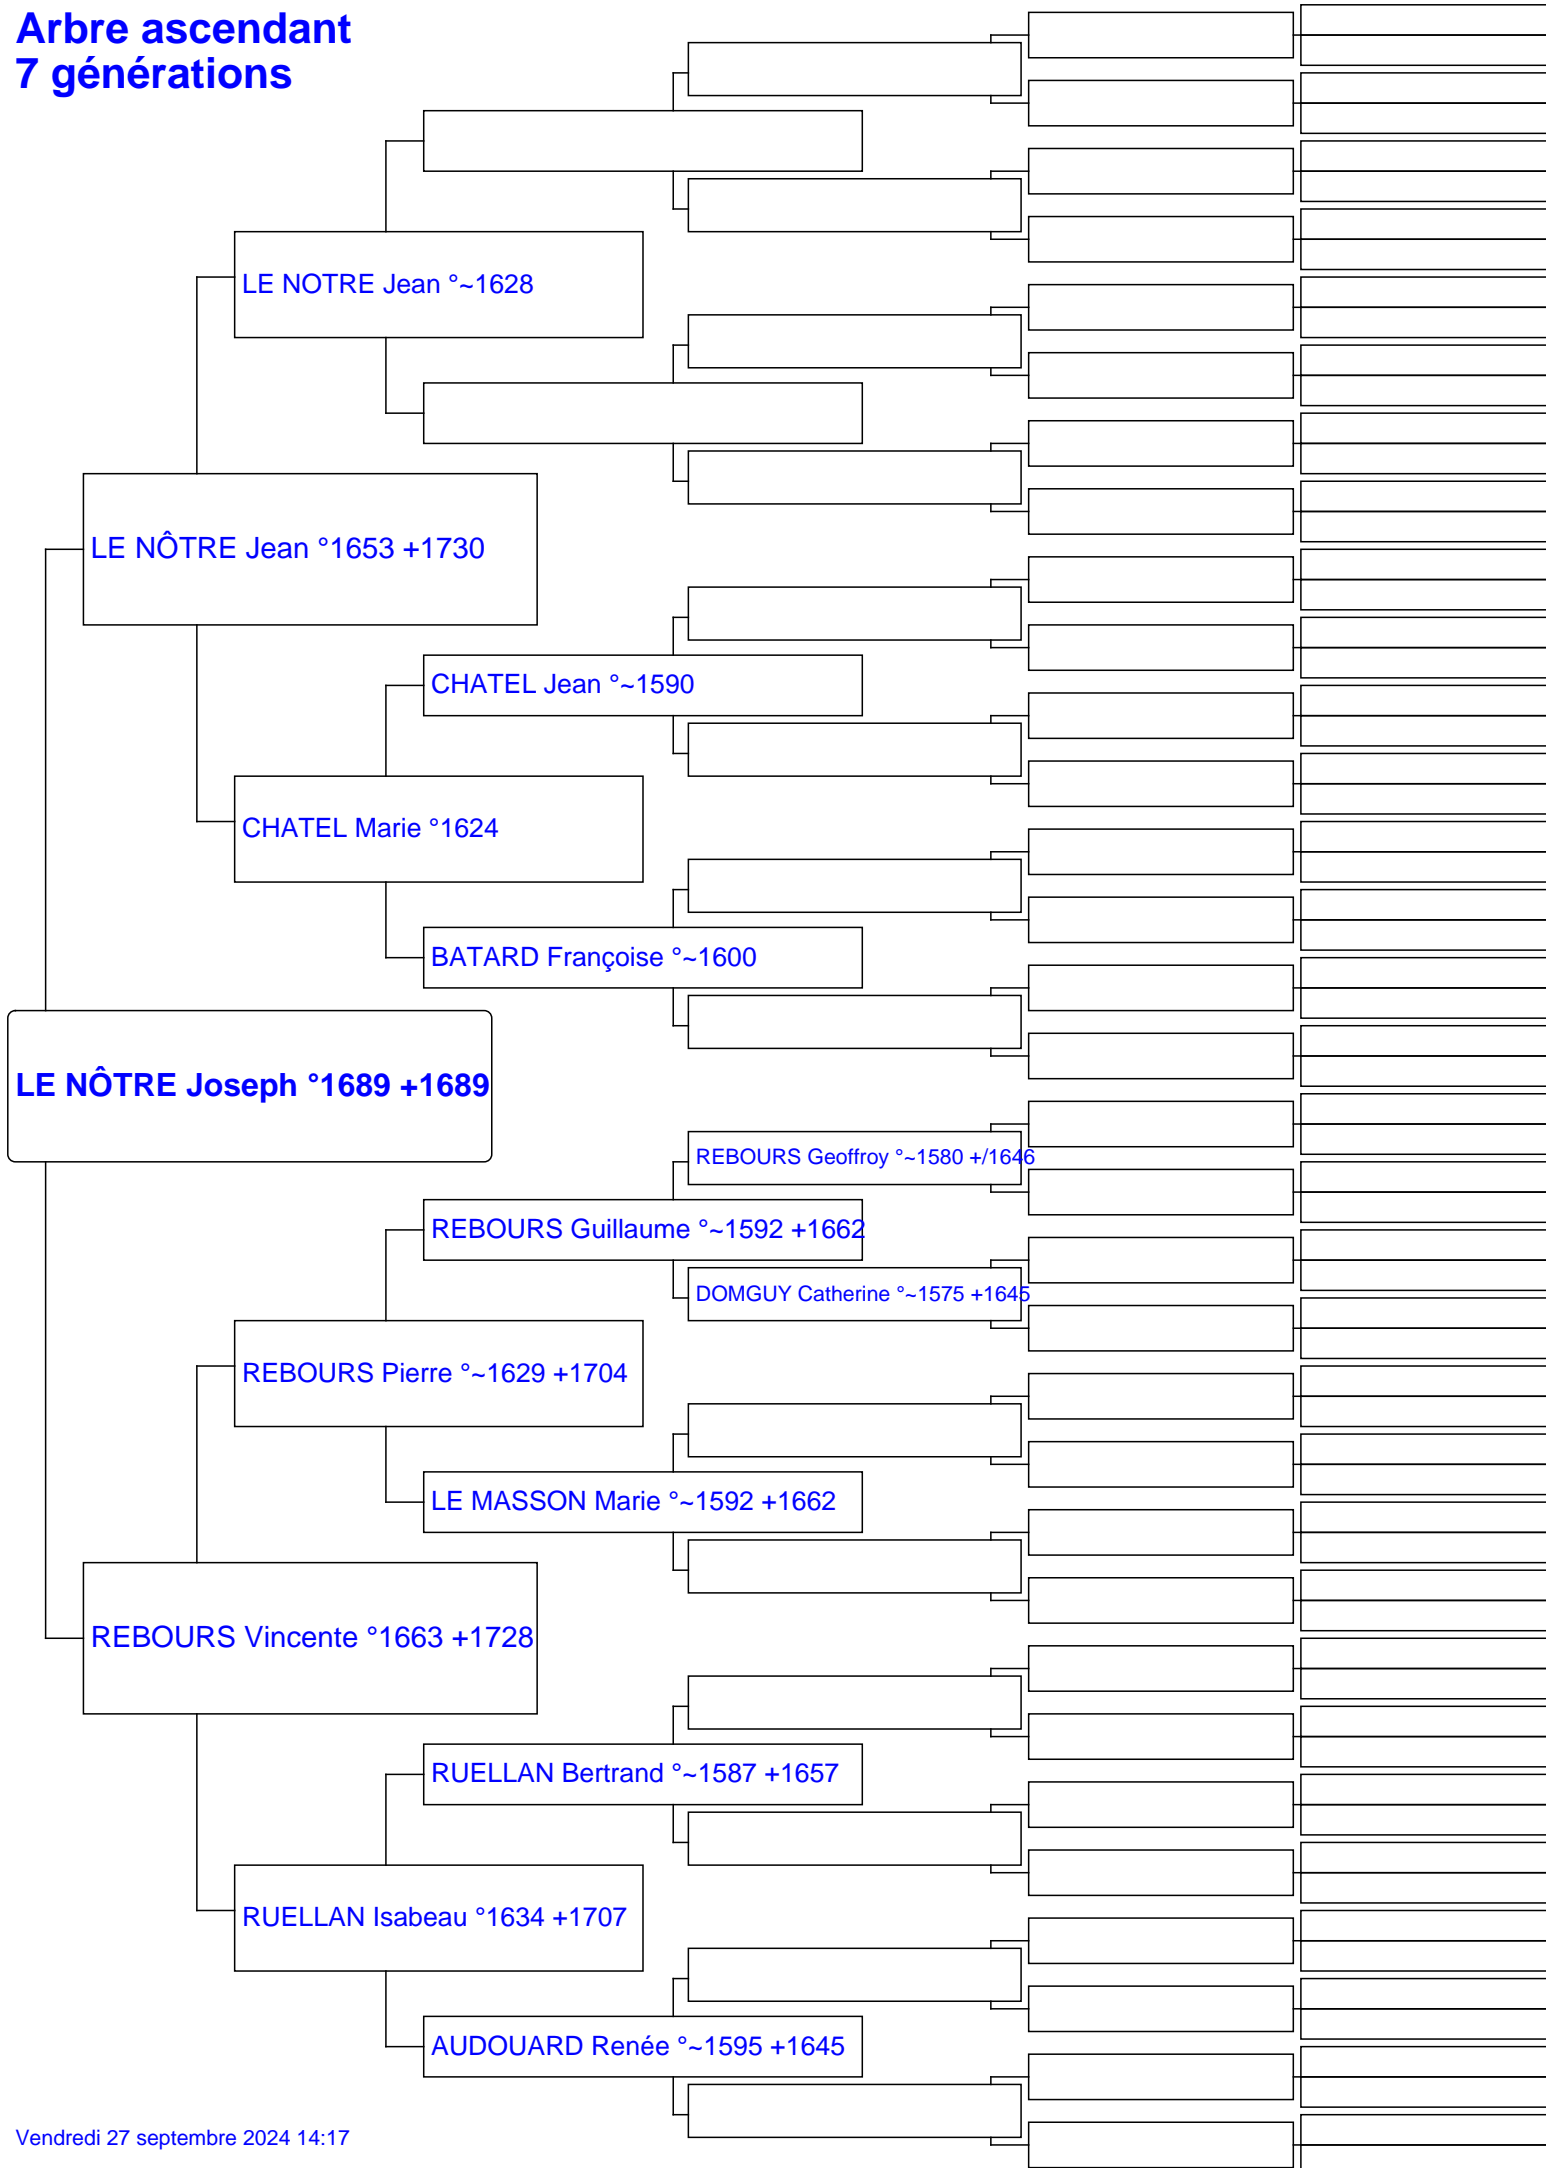 Arbre ascendant
7 générations
LE NOTRE Jean °~1628
LE NÔTRE Jean °1653 +1730
CHATEL Jean °~1590
CHATEL Marie °1624
BATARD Françoise °~1600
LE NÔTRE Joseph °1689 +1689
REBOURS Geoffroy °~1580 +/1646
REBOURS Guillaume °~1592 +1662
DOMGUY Catherine °~1575 +1645
REBOURS Pierre °~1629 +1704
LE MASSON Marie °~1592 +1662
REBOURS Vincente °1663 +1728
RUELLAN Bertrand °~1587 +1657
RUELLAN Isabeau °1634 +1707
AUDOUARD Renée °~1595 +1645
Vendredi 27 septembre 2024 14:17